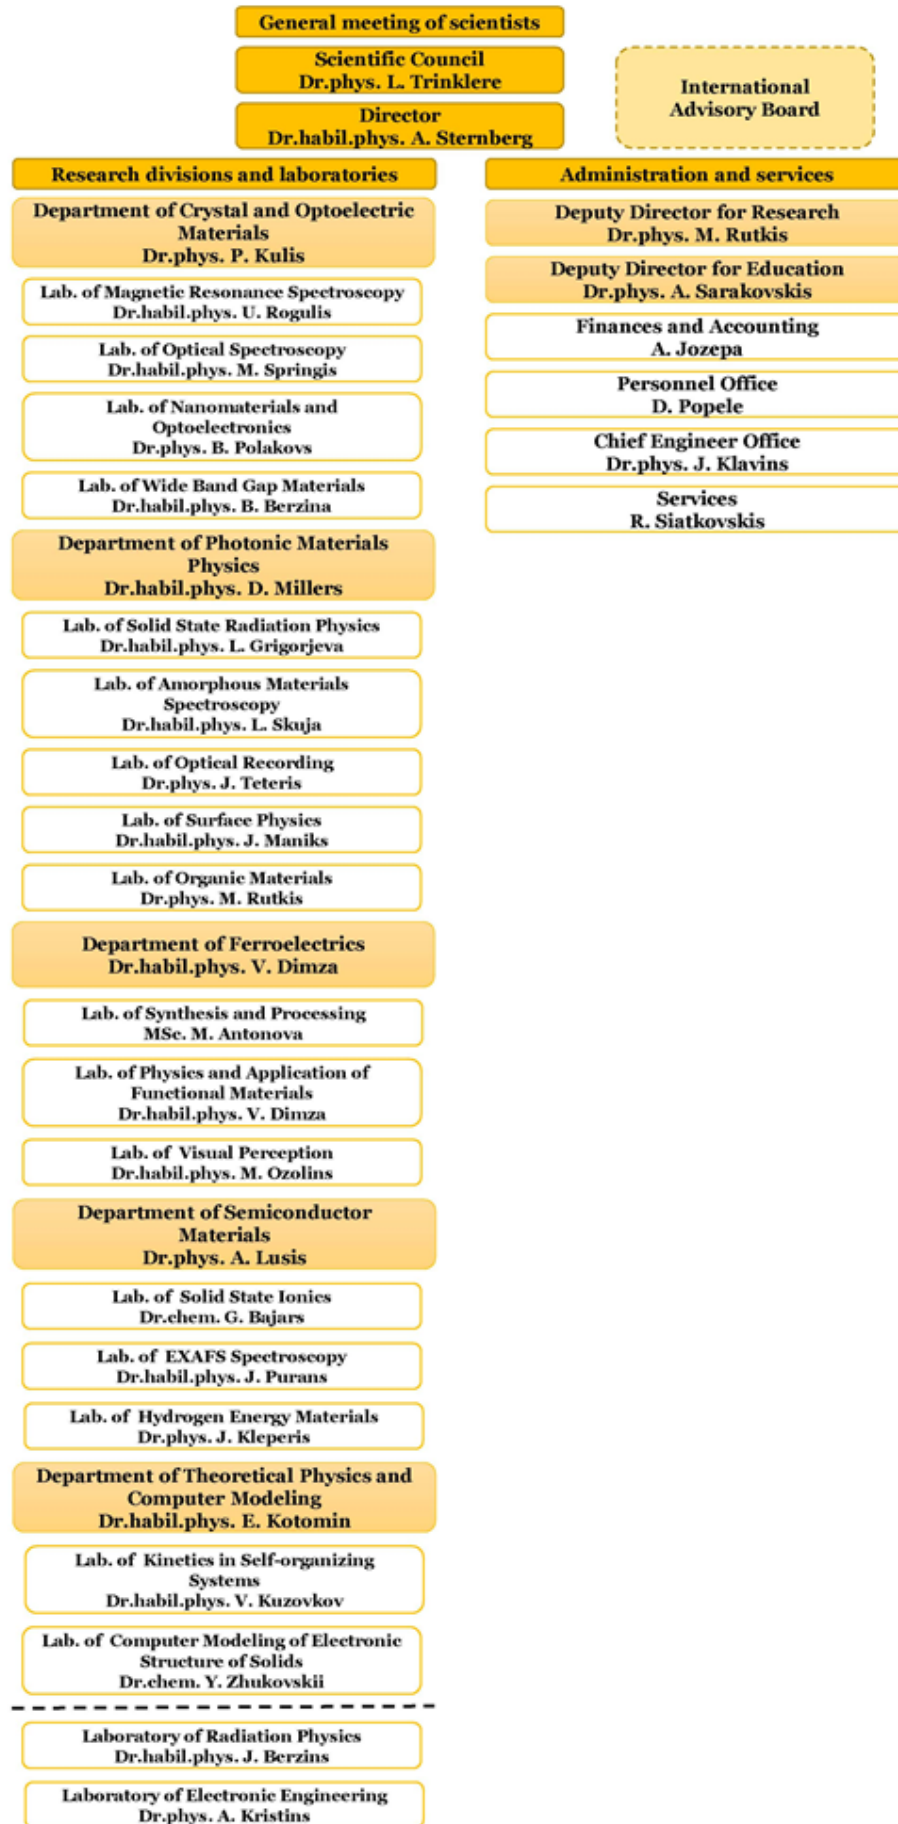 General meeting of scientists
Scientific Council
Dr.phys. L. Trinklere
Director
Dr.habil.phys. A. Sternberg
International
Advisory Board
Research divisions and laboratories
Department of Crystal and Optoelectric
Materials
Dr.phys. P. Kulis
Lab. of Magnetic Resonance Spectroscopy
Dr.habil.phys. U. Rogulis
Lab. of Optical Spectroscopy
Dr.habil.phys. M. Springis
Lab. of Nanomaterials and
Optoelectronics
Dr.phys. B. Polakovs
Lab. of Wide Band Gap Materials
Dr.habil.phys. B. Berzina
Department of Photonic Materials
Physics
Dr.habil.phys. D. Millers
Lab. of Solid State Radiation Physics
Dr.habil.phys. L. Grigorjeva
Lab. of Amorphous Materials
Spectroscopy
Dr.habil.phys. L. Skuja
Lab. of Optical Recording
Dr.phys. J. Teteris
Lab. of Surface Physics
Dr.habil.phys. J. Maniks
Lab. of Organic Materials
Dr.phys. M. Rutkis
Department of Ferroelectrics
Dr.habil.phys. V. Dimza
Lab. of Synthesis and Processing
MSc. M. Antonova
Lab. of Physics and Application of
Functional Materials
Dr.habil.phys. V. Dimza
Lab. of Visual Perception
Dr.habil.phys. M. Ozolins
Department of Semiconductor
Materials
Dr.phys. A. Lusis
Lab. of Solid State Ionics
Dr.chem. G. Bajars
Lab. of EXAFS Spectroscopy
Dr.habil.phys. J. Purans
Lab. of Hydrogen Energy Materials
Dr.phys. J. Kleperis
Department of Theoretical Physics and
Computer Modeling
Dr.habil.phys. E. Kotomin
Lab. of Kinetics in Self-organizing
Systems
Dr.habil.phys. V. Kuzovkov
Lab. of Computer Modeling of Electronic
Structure of Solids
Dr.chem. Y. Zhukovskii
Laboratory of Radiation Physics
Dr.habil.phys. J. Berzins
Laboratory of Electronic Engineering
Dr.phys. A. Kristins
Administration and services
Deputy Director for Research
Dr.phys. M. Rutkis
Deputy Director for Education
Dr.phys. A. Sarakovskis
Finances and Accounting
A. Jozepa
Personnel Office
D. Popele
Chief Engineer Office
Dr.phys. J. Klavins
Services
R. Siatkovskis